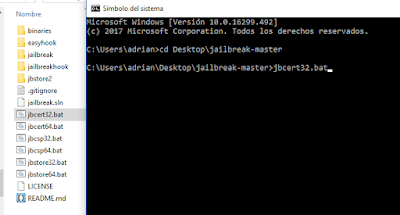 binaries
easyhook
jailbreak
jailbreakhook
jbstore2
.gitignore
jailbreak.sln
jbcert32.bat
jbcert64.bat
jbcsp32.bat
jbcsp64.bat
jbstore32.bat
jbstore64.bat
LICENSE
README.md
Símbolo del sistema
Microsoft Windows [Versión 10.0.16299.492]
(c) 2017 Microsoft Corporation. Todos los derechos reservados.
C:\Users\adrian>cd Desktop\jailbreak-master
C:\Users\adrian\Desktop\jailbreak-master>jbcert32.bat